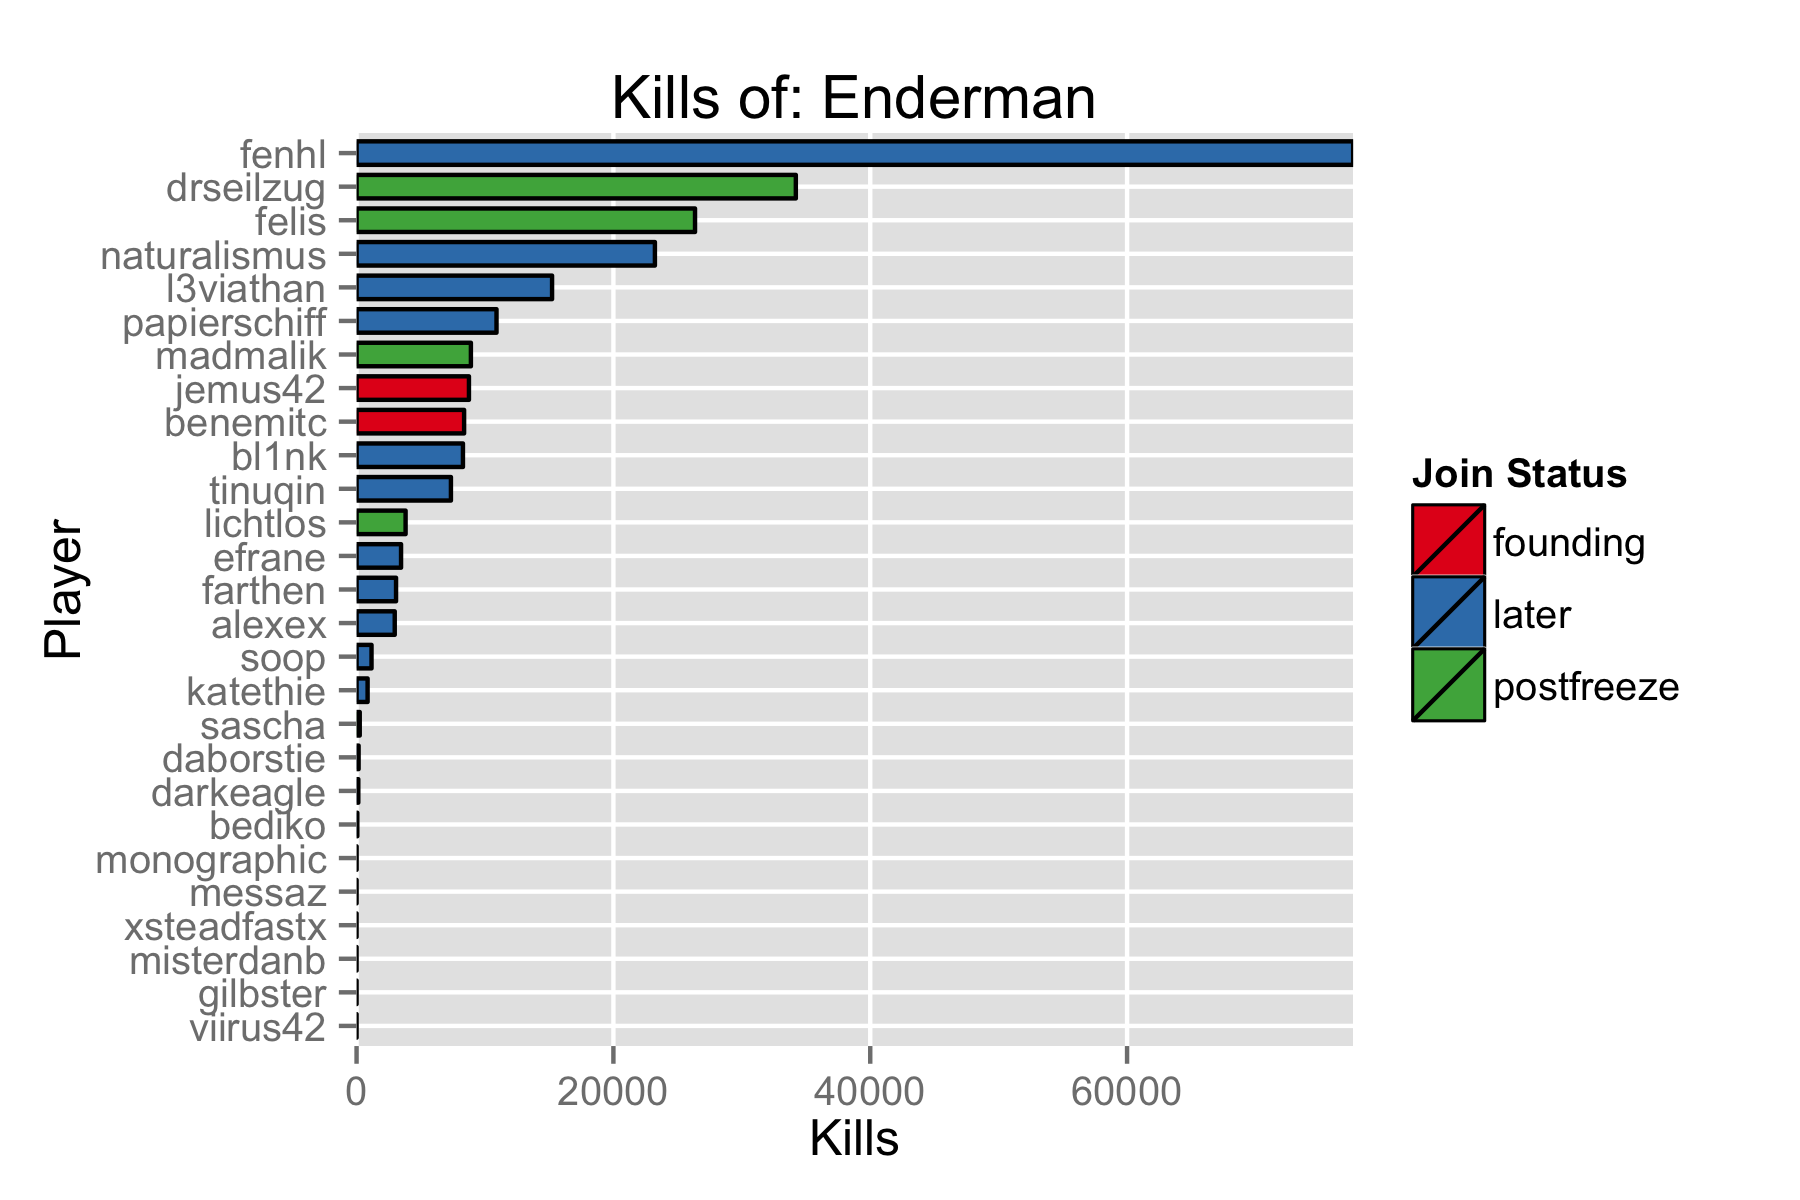 Kills of: Enderman
Player
fenhl
drseilzug
felis
naturalismus
l3viathan
papierschiff
madmalik
jemus42
benemitc
bl1nk
tinuqin
lichtlos
efrane
farthen
alexex
soop
katethie
sascha
daborstie
darkeagle
bediko
monographic
messaz
xsteadfastx
misterdanb
gilbster
viirus42
0 20000 40000 60000
Kills
Join Status
founding
later
postfreeze